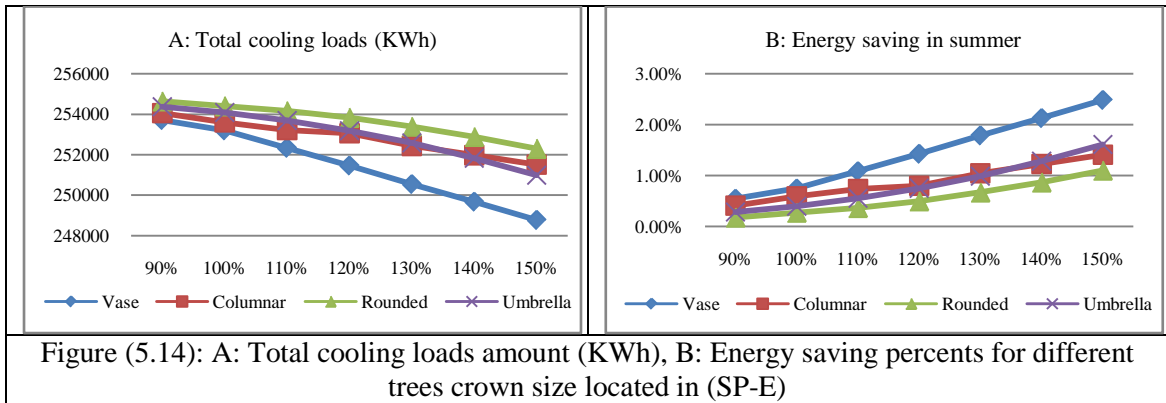 A: Total cooling loads (KWh)
256000
254000
252000
250000
248000
90% 100% 110% 120% 130% 140% 150%
Vase Columnar Rounded Umbrella
B: Energy saving in summer
3.00%
2.00%
1.00%
0.00%
90% 100% 110% 120% 130% 140% 150%
Vase Columnar Rounded Umbrella
Figure (5.14): A: Total cooling loads amount (KWh), B: Energy saving percents for different
trees crown size located in (SP-E)